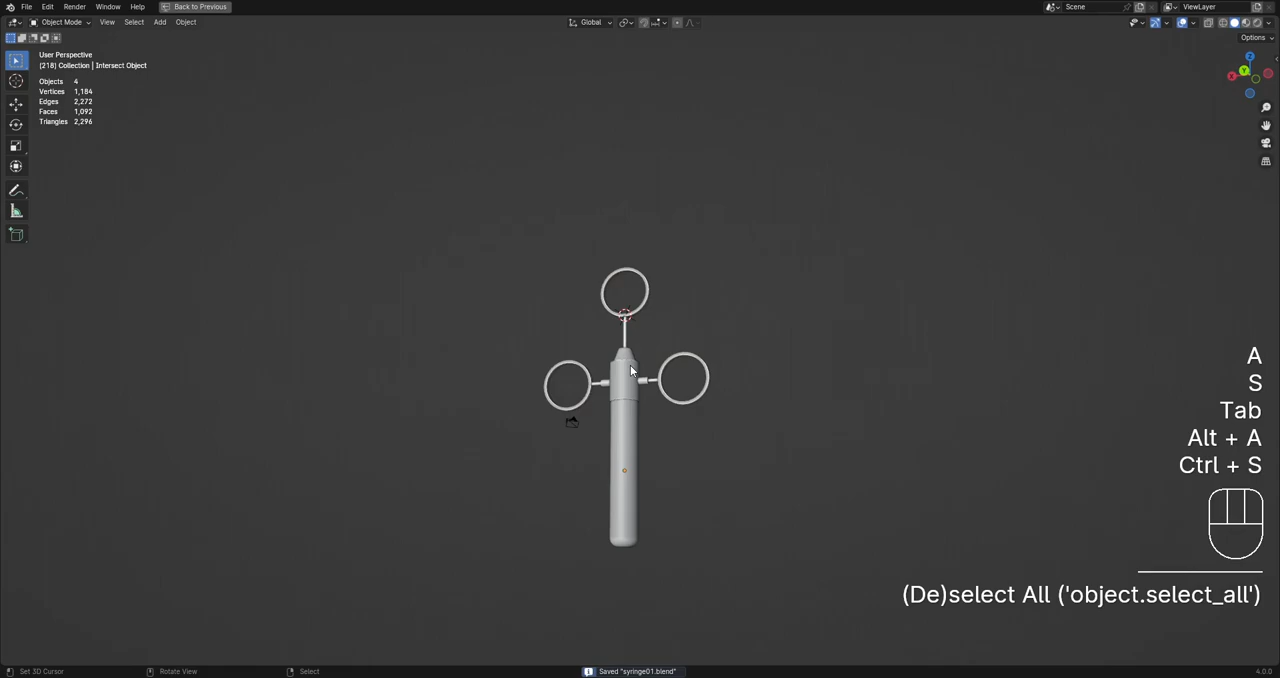 File Edit Render Window Help Back to Previous Scene ViewLayer
Object Mode View Select Add Object Global
Options
User Perspective
(218) Collection | Intersect Object
Objects 4
Vertices 1,184
Edges 2,272
Faces 1,092
Triangles 2,296
Z
Y
X
A
S
Tab
Alt + A
Ctrl + S
(De)select All ('object.select_all')
Set 3D Cursor Rotate View Select Saved "syringe01.blend" 4.0.0